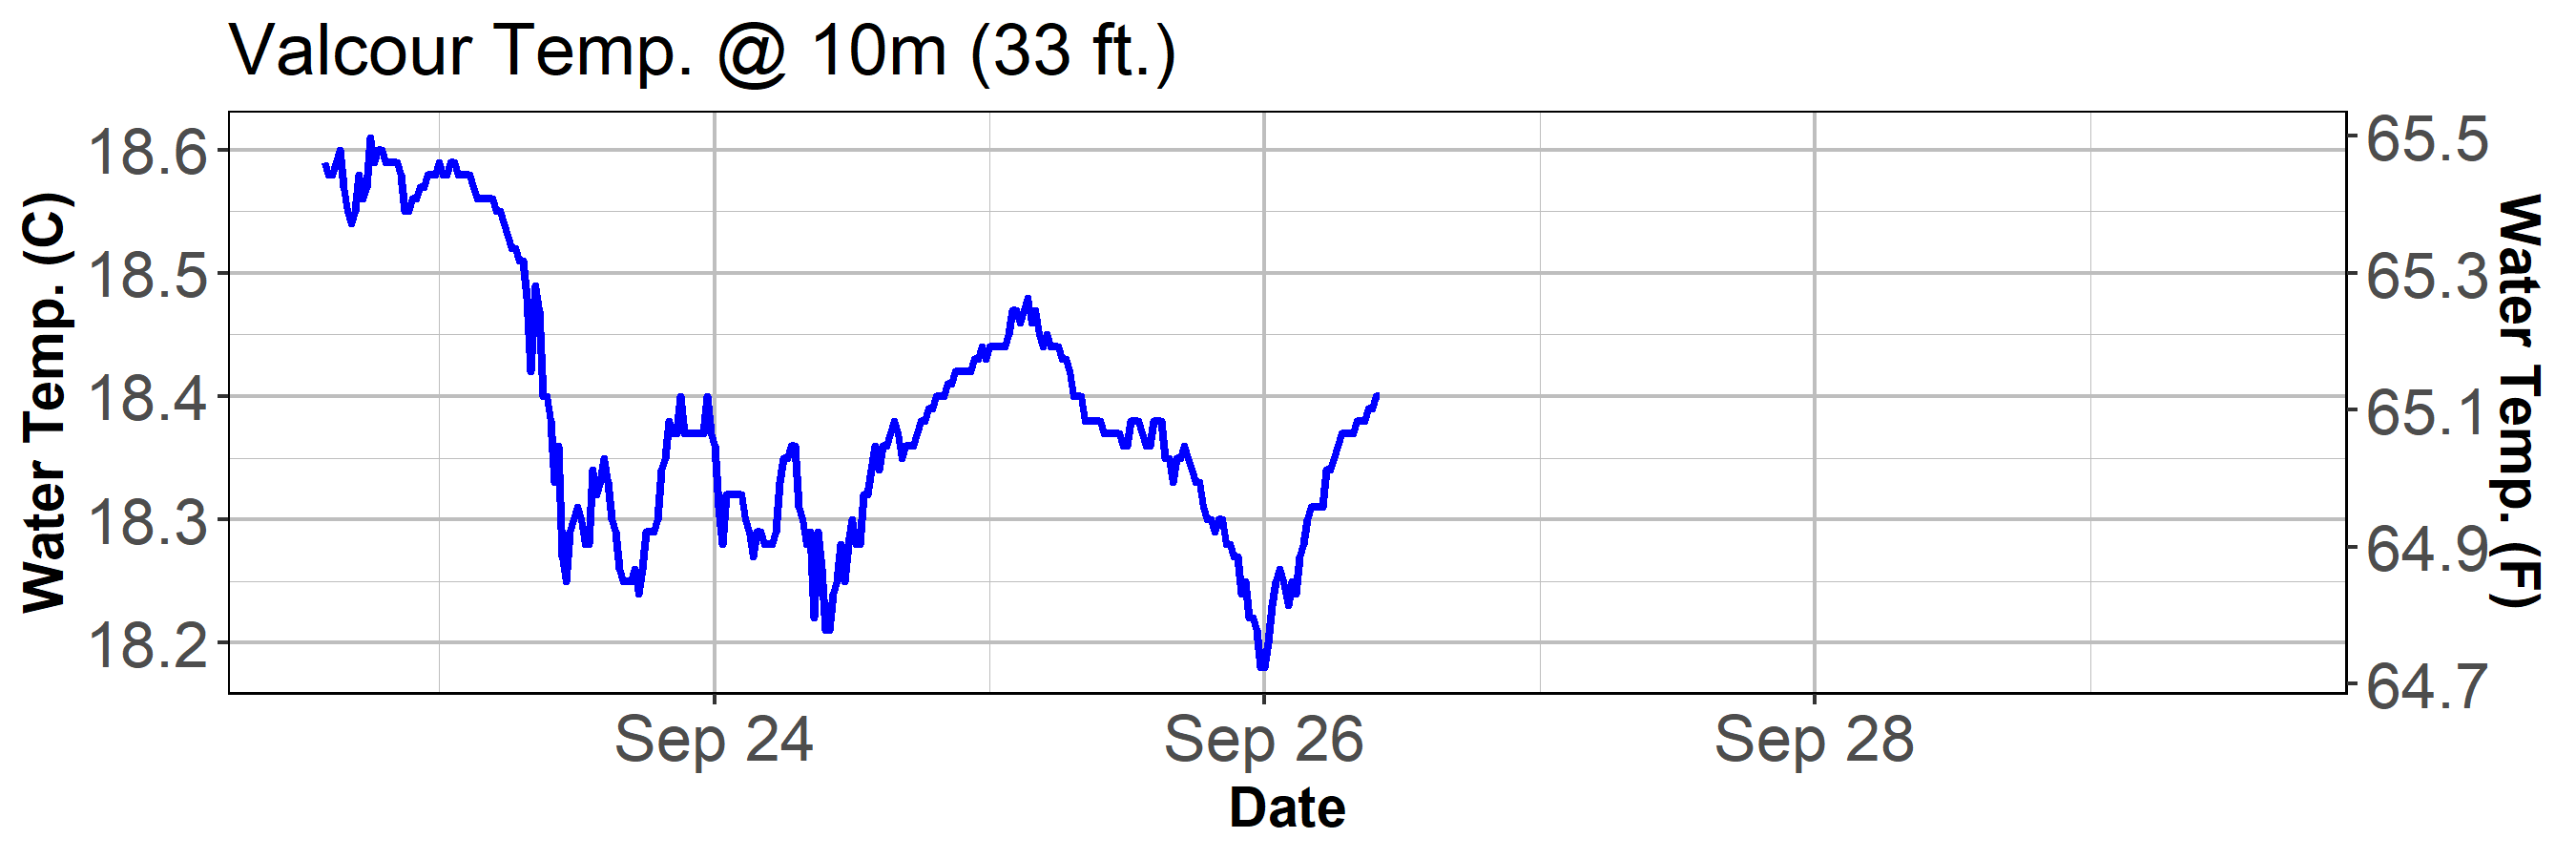 Valcour Temp. @ 10m (33 ft.)
Water Temp. (C)
18.6
18.5
18.4
18.3
18.2
65.5
65.3
65.1
64.9
64.7
Water Temp. (F)
Sep 24 Sep 26 Sep 28
Date